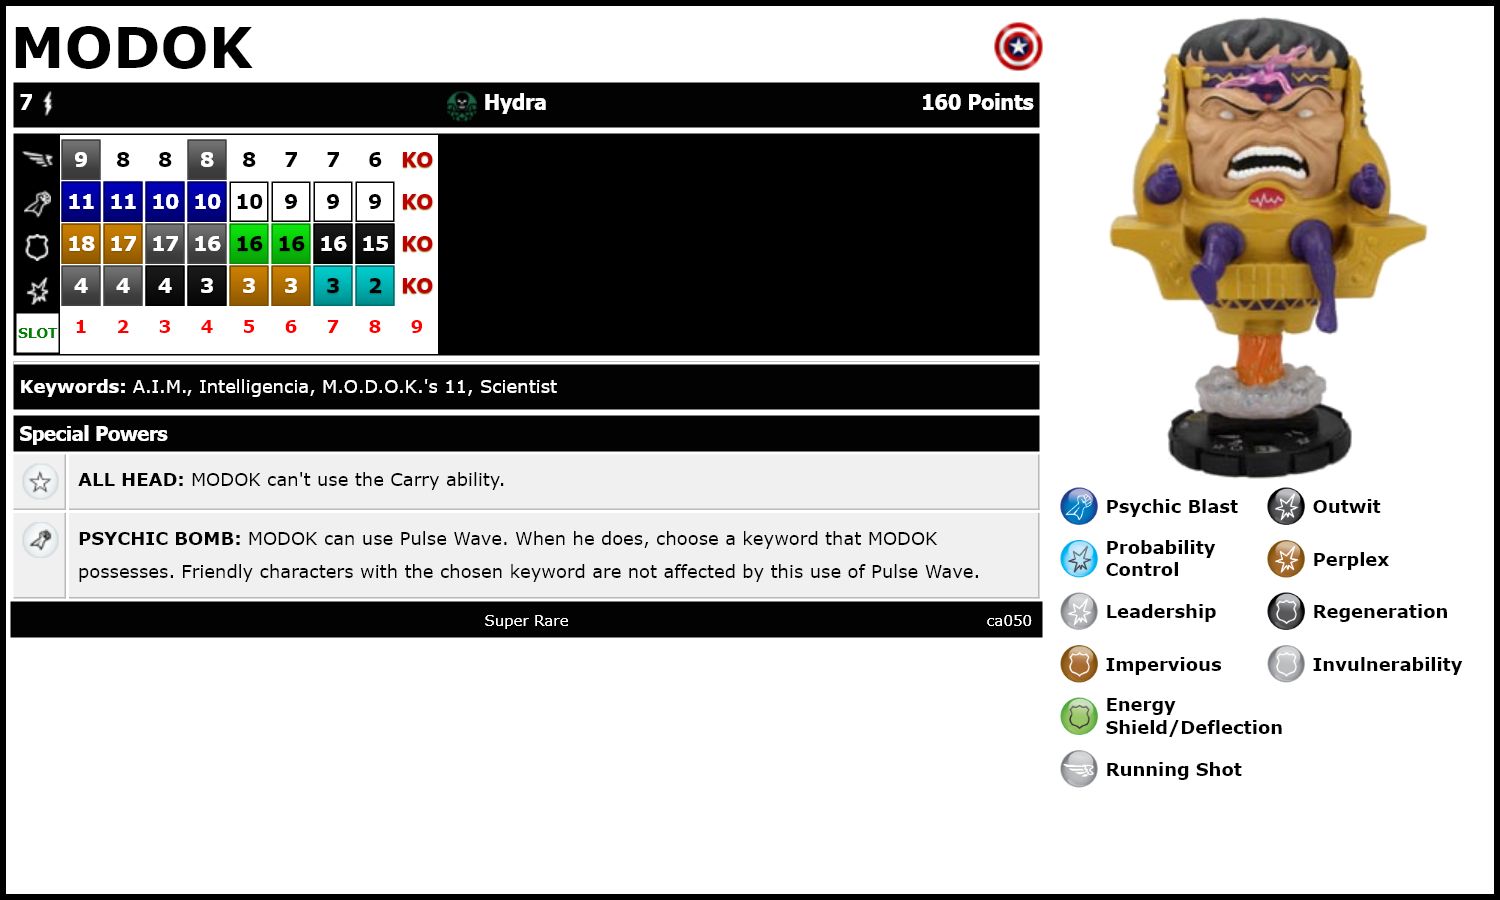 MODOK
7 Hydra 160 Points
9 8 8 8 8 7 7 6 KO
11 11 10 10 10 9 9 9 KO
18 17 17 16 16 16 16 15 KO
4 4 4 3 3 3 3 2 KO
SLOT 1 2 3 4 5 6 7 8 9
Keywords: A.I.M., Intelligencia, M.O.D.O.K.'s 11, Scientist
Special Powers
ALL HEAD: MODOK can't use the Carry ability.
PSYCHIC BOMB: MODOK can use Pulse Wave. When he does, choose a keyword that MODOK
possesses. Friendly characters with the chosen keyword are not affected by this use of Pulse Wave.
Super Rare ca050
Psychic Blast Outwit
Probability
Control
Perplex
Leadership Regeneration
Impervious Invulnerability
Energy
Shield/Deflection
Running Shot